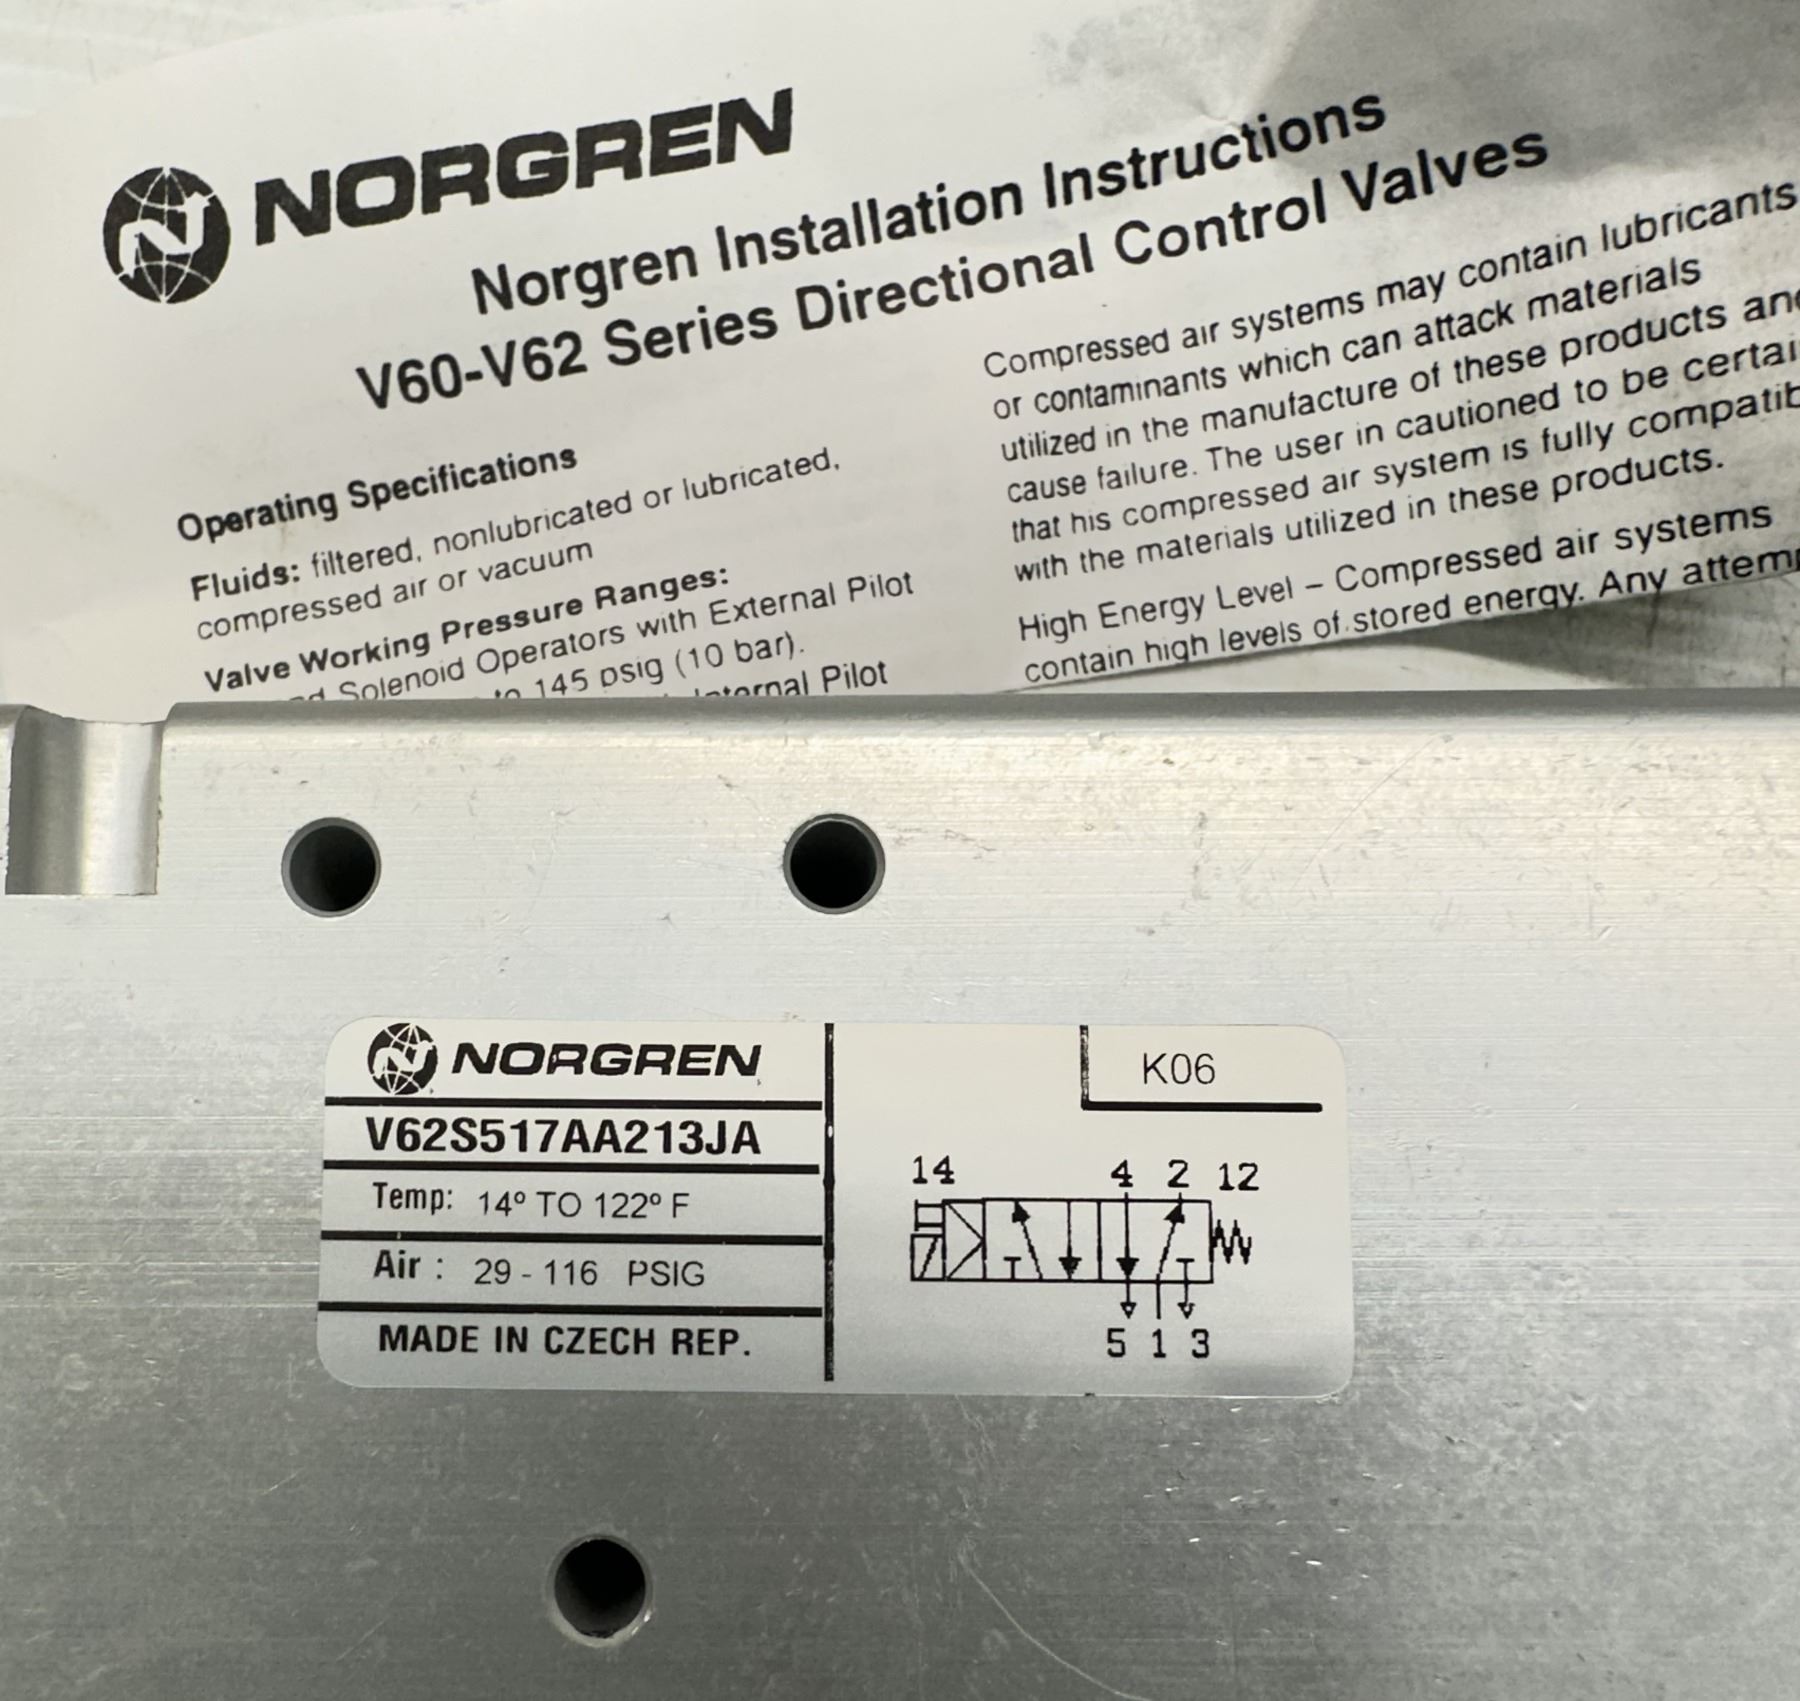 NORGREN
Norgren Installation Instructions
V60-V62 Series Directional Control Valves
Operating Specifications
Fluids: filtered, nonlubricated or lubricated,
compressed air or vacuum
Valve Working Pressure Ranges:
Solenoid Operators with External Pilot
145 psig (10 bar).
Pilot
Compressed air systems may contain lubricants
or contaminants which can attack materials
utilized in the manufacture of these products
cause failure. The user in cautioned to be
that his compressed air system is fully
with the materials utilized in these products.
High Energy Level – Compressed air systems
contain high levels of stored energy. Any
NORGREN
V62S517AA213JA
Temp: 14° TO 122° F
Air : 29 - 116 PSIG
MADE IN CZECH REP.
K06
14 4 2 12
5 1 3